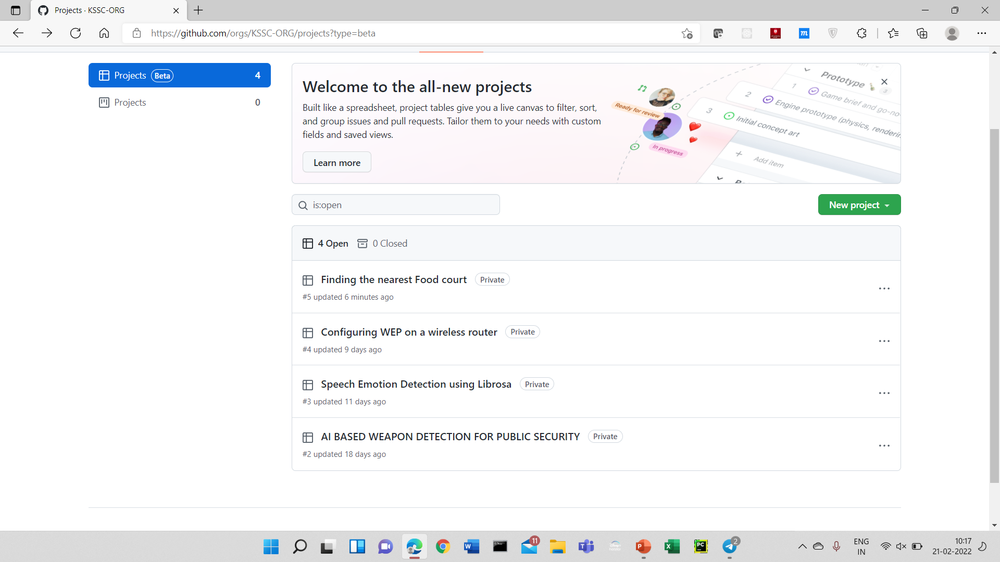 Projects · KSSC-ORG
https://github.com/orgs/KSSC-ORG/projects?type=beta
Projects Beta 4
Projects 0
Welcome to the all-new projects
Built like a spreadsheet, project tables give you a live canvas to filter, sort,
and group issues and pull requests. Tailor them to your needs with custom
fields and saved views.
Learn more
Ready for review
In progress
Prototype 3
1 Game brief and go-no-
2 Engine prototype (physics, renderin
3 Initial concept art
+ Add item
is:open
New project
4 Open 0 Closed
Finding the nearest Food court Private
#5 updated 6 minutes ago
Configuring WEP on a wireless router Private
#4 updated 9 days ago
Speech Emotion Detection using Librosa Private
#3 updated 11 days ago
AI BASED WEAPON DETECTION FOR PUBLIC SECURITY Private
#2 updated 18 days ago
11
2
ENG
IN
10:17
21-02-2022